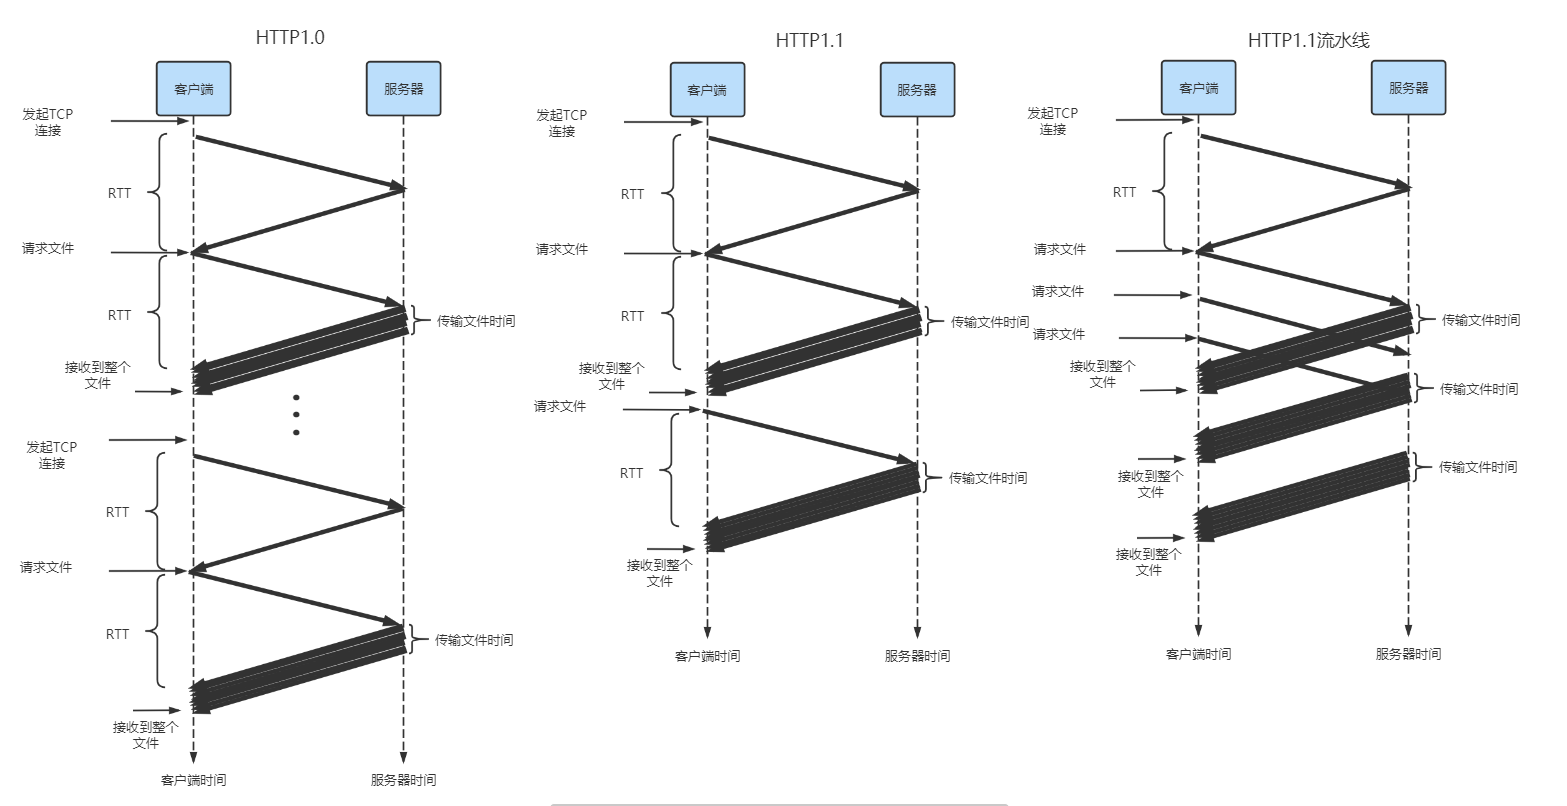 HTTP1.0
客户端
服务器
发起TCP
连接
RTT
请求文件
RTT
传输文件时间
接收到整个
文件
发起TCP
连接
RTT
请求文件
RTT
传输文件时间
接收到整个
文件
客户端时间
服务器时间
HTTP1.1
客户端
服务器
发起TCP
连接
RTT
请求文件
RTT
传输文件时间
接收到整个
文件
请求文件
RTT
传输文件时间
接收到整个
文件
客户端时间
服务器时间
HTTP1.1流水线
客户端
服务器
发起TCP
连接
RTT
请求文件
请求文件
传输文件时间
请求文件
接收到整个
文件
传输文件时间
接收到整个
文件
传输文件时间
接收到整个
文件
客户端时间
服务器时间